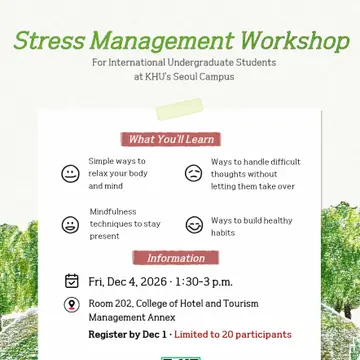 Stress Management Workshop
For International Undergraduate Students
at KHU's Seoul Campus
What You'll Learn
Simple ways to
relax your body
and mind
Ways to handle difficult
thoughts without
letting them take over
Mindfulness
techniques to stay
present
Ways to build healthy
habits
Information
Fri, Dec 4, 2026 · 1:30-3 p.m.
Room 202, College of Hotel and Tourism
Management Annex
Register by Dec 1 · Limited to 20 participants